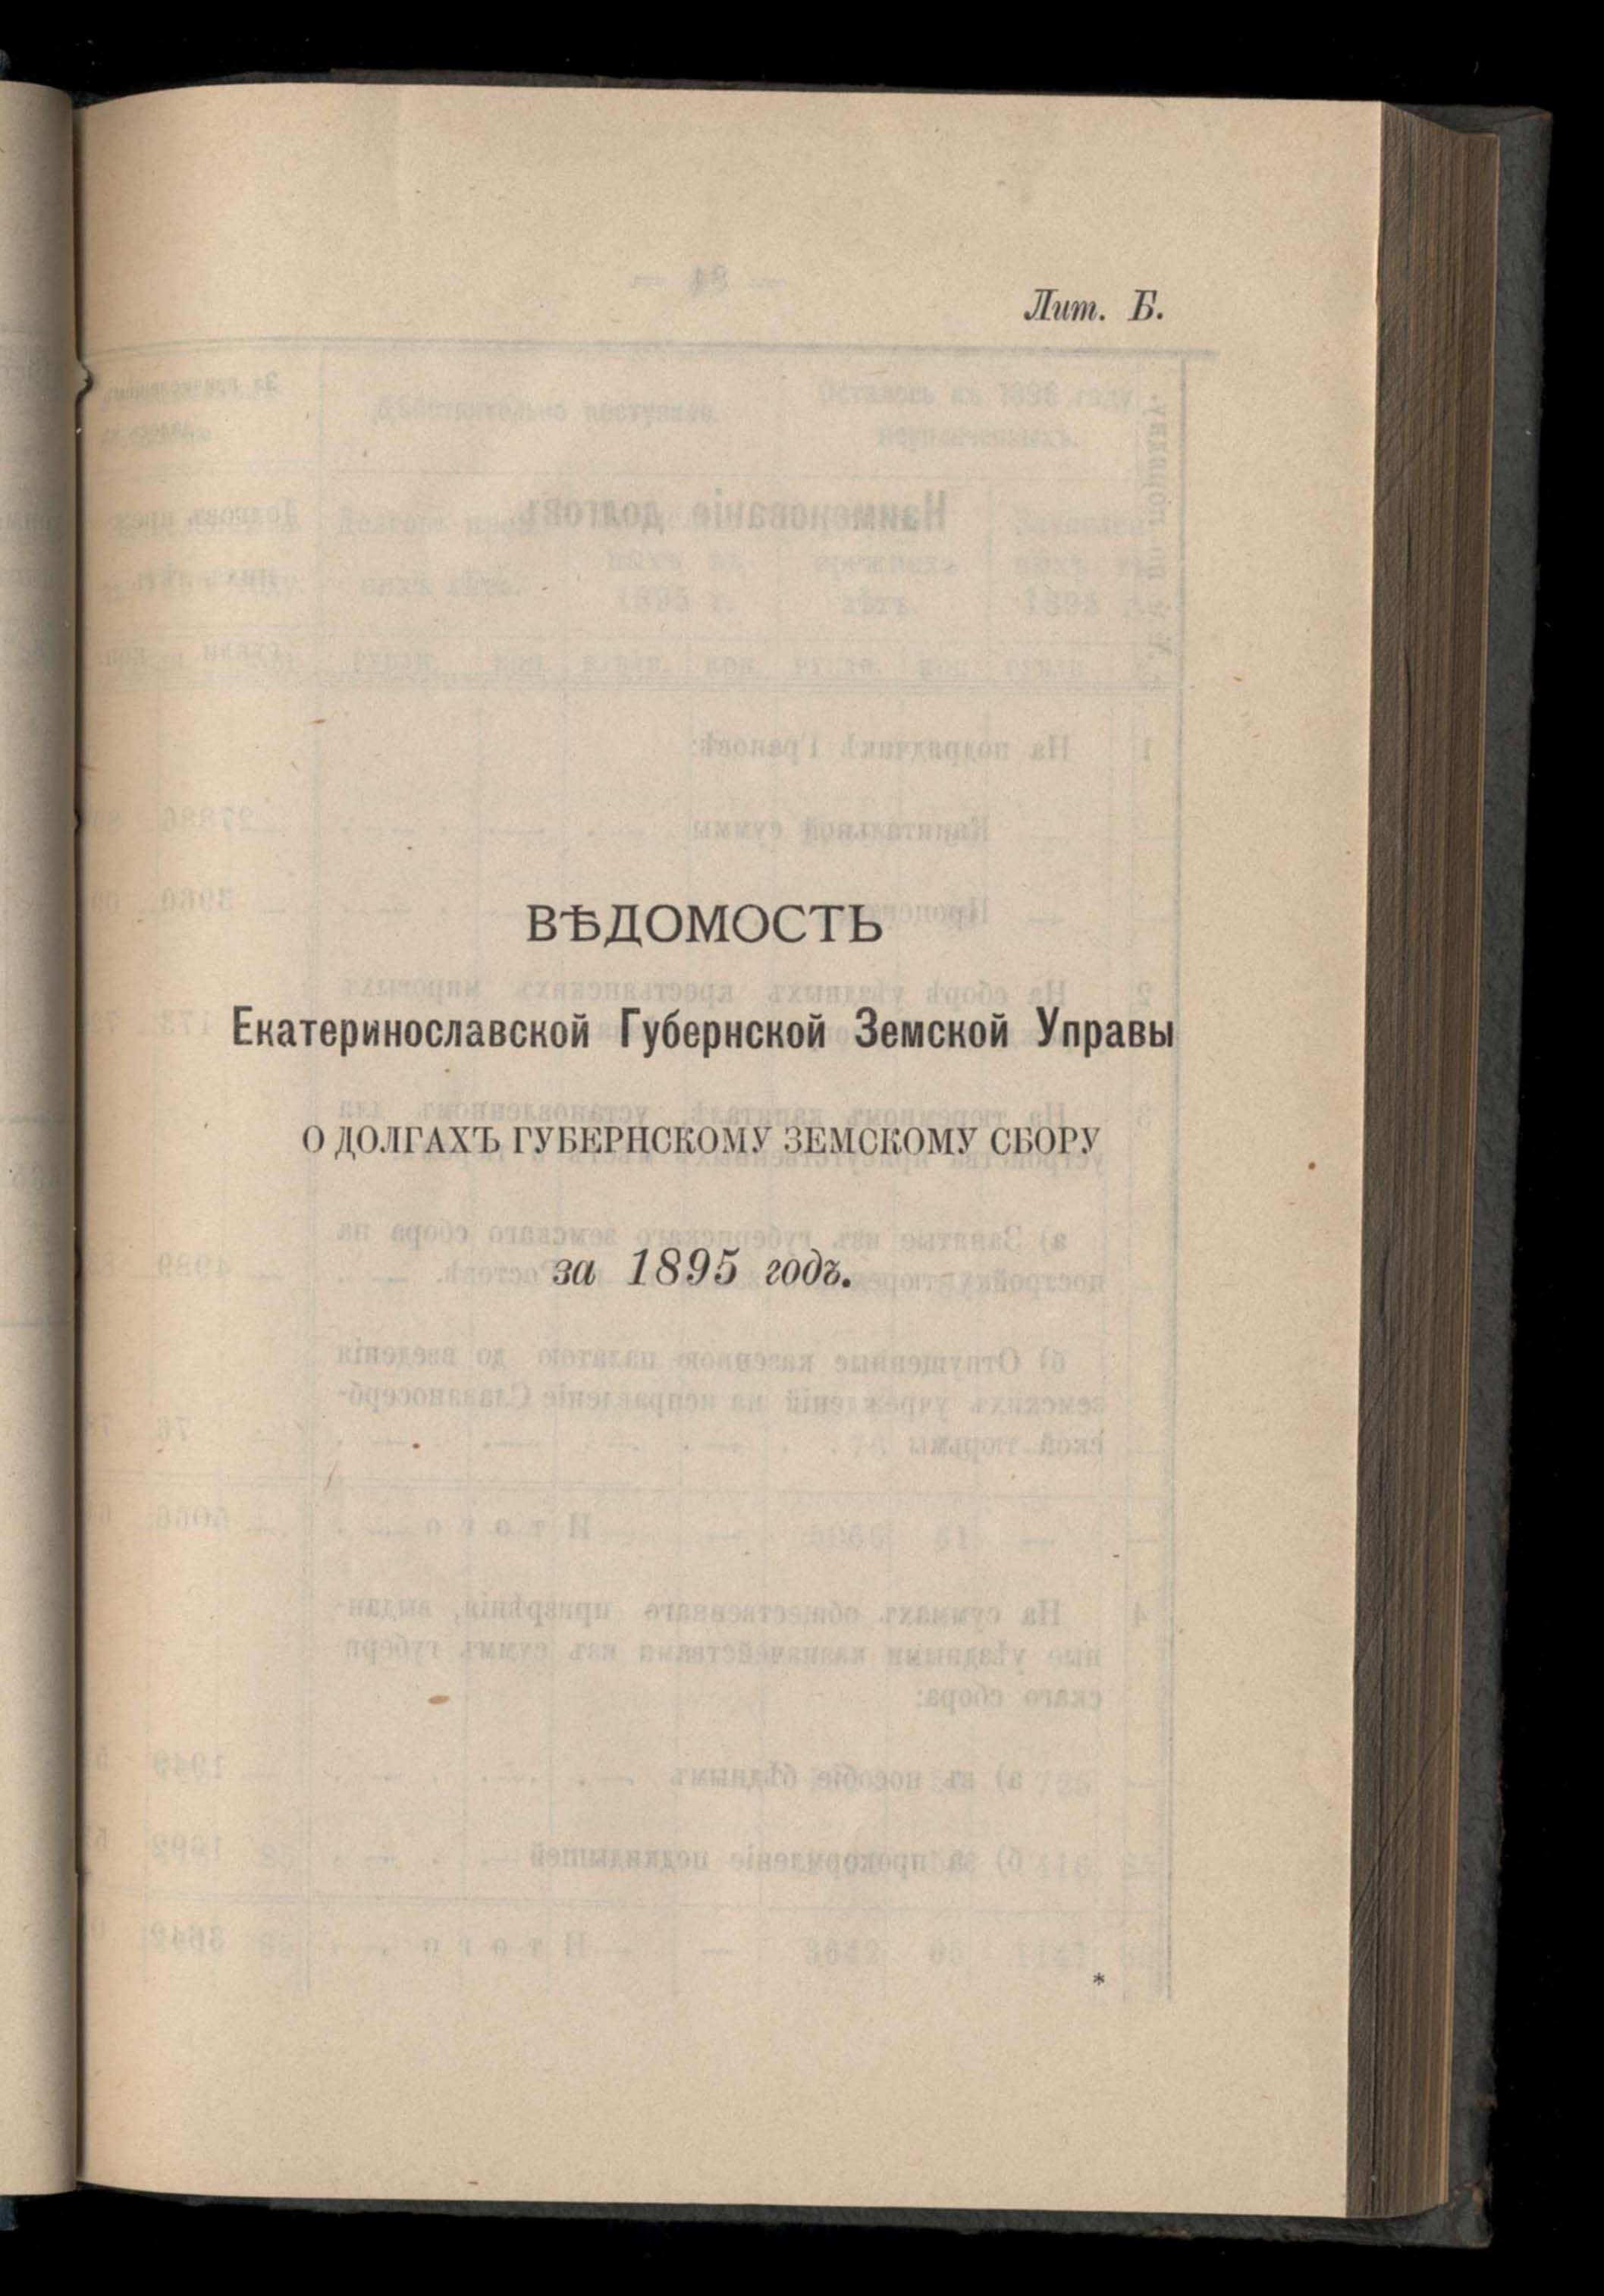 Лит. Б.
ВѢДОМОСТЬ
Екатеринославской Губернской Земской Управы
О ДОЛГАХЪ ГУБЕРНСКОМУ ЗЕМСКОМУ СБОРУ
за 1895 годъ.
*